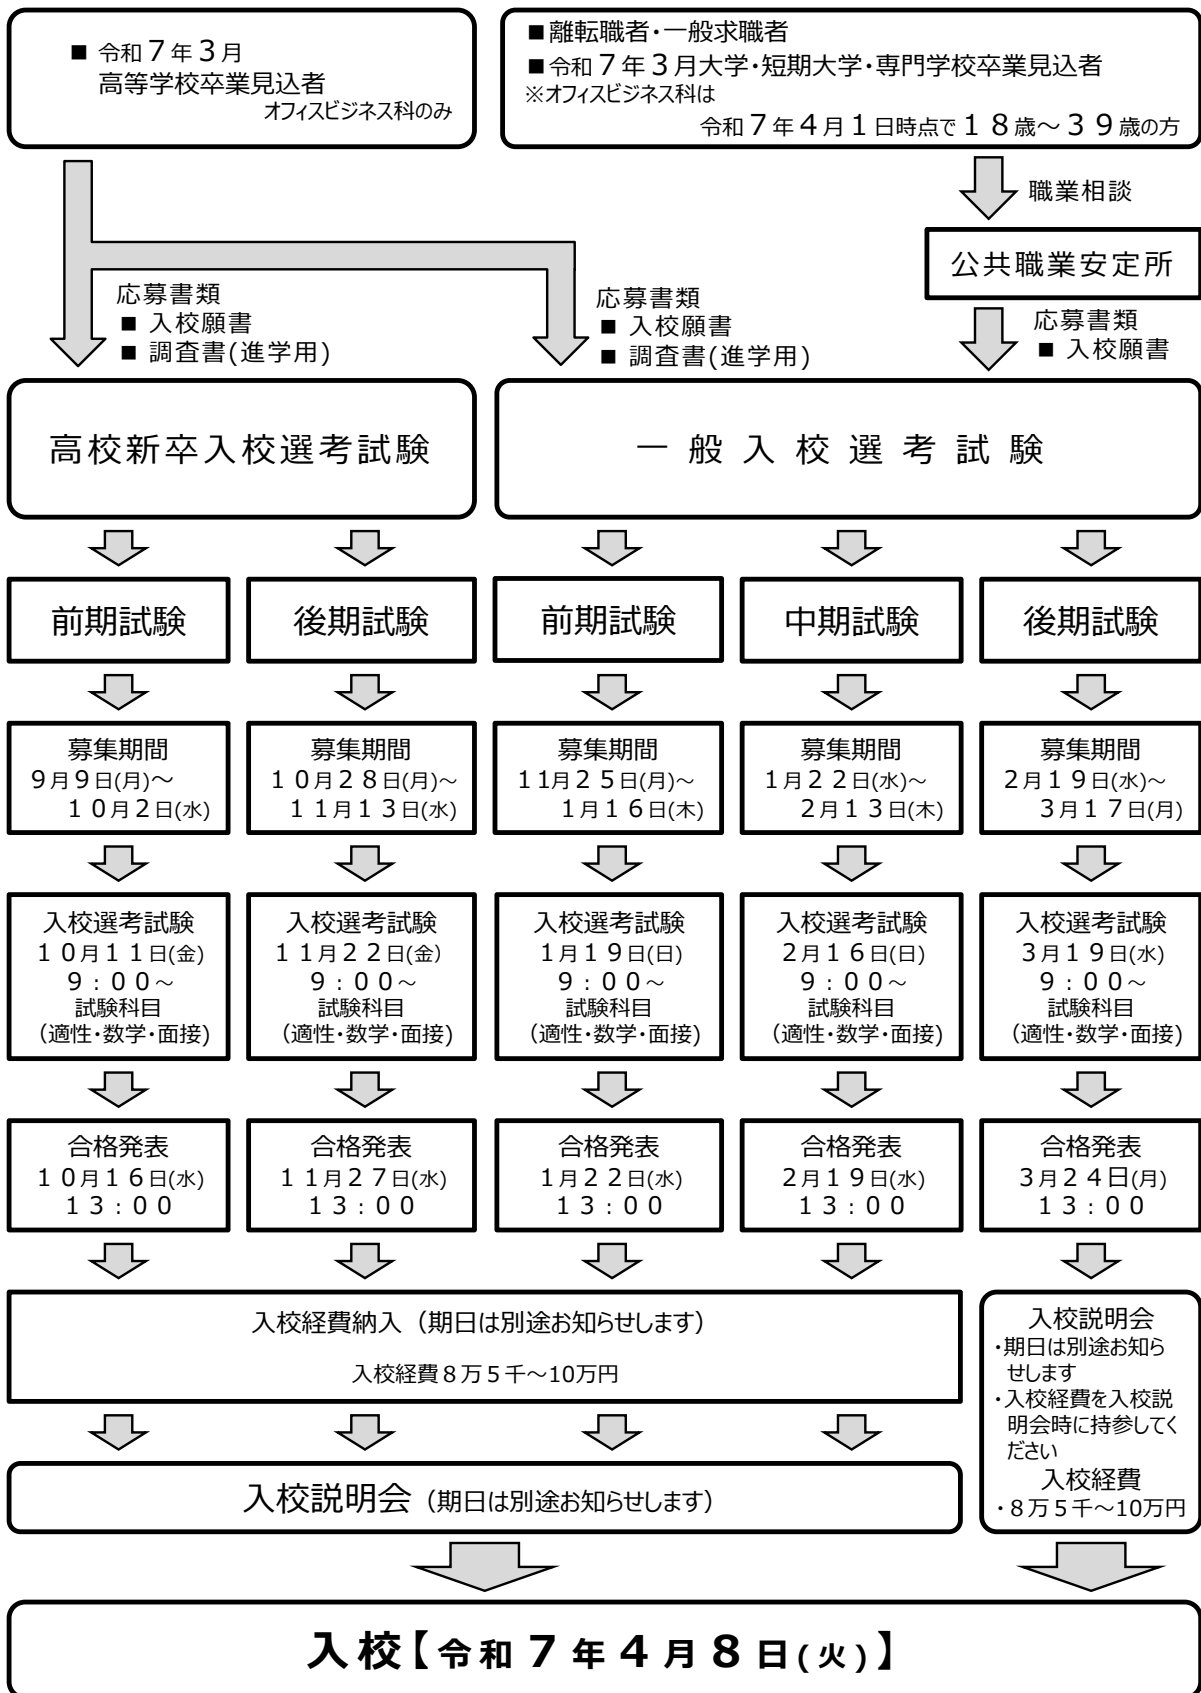 ■ 令和７年３月
高等学校卒業見込者
オフィスビジネス科のみ
■離転職者・一般求職者
■令和７年３月大学・短期大学・専門学校卒業見込者
※オフィスビジネス科は
令和７年４月１日時点で１８歳～３９歳の方
職業相談
公共職業安定所
応募書類
■ 入校願書
■ 調査書(進学用)
応募書類
■ 入校願書
■ 調査書(進学用)
応募書類
■ 入校願書
高校新卒入校選考試験
一般入校選考試験
前期試験
後期試験
前期試験
中期試験
後期試験
募集期間
９月９日(月)～
１０月２日(水)
募集期間
１０月２８日(月)～
１１月１３日(水)
募集期間
11月２５日(月)～
１月１６日(木)
募集期間
１月２２日(水)～
２月１３日(木)
募集期間
２月１９日(水)～
３月１７日(月)
入校選考試験
１０月１１日(金)
９：００～
試験科目
(適性・数学・面接)
入校選考試験
１１月２２日(金)
９：００～
試験科目
(適性・数学・面接)
入校選考試験
１月１９日(日)
９：００～
試験科目
(適性・数学・面接)
入校選考試験
２月１６日(日)
９：００～
試験科目
(適性・数学・面接)
入校選考試験
３月１９日(水)
９：００～
試験科目
(適性・数学・面接)
合格発表
１０月１６日(水)
１３：００
合格発表
１１月２７日(水)
１３：００
合格発表
１月２２日(水)
１３：００
合格発表
２月１９日(水)
１３：００
合格発表
３月２４日(月)
１３：００
入校経費納入（期日は別途お知らせします）
入校経費８万５千～10万円
入校説明会（期日は別途お知らせします）
入校説明会
・期日は別途お知ら
せします
・入校経費を入校説
明会時に持参してく
ださい
入校経費
・８万５千～10万円
入校【令和７年４月８日(火)】